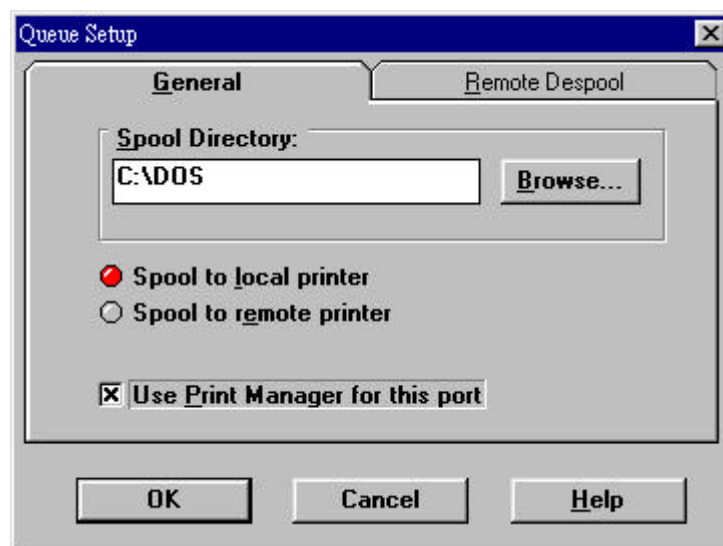 Queue Setup
General
Remote Despool
Spool Directory:
C:\DOS
Browse...
Spool to local printer
Spool to remote printer
Use Print Manager for this port
OK
Cancel
Help